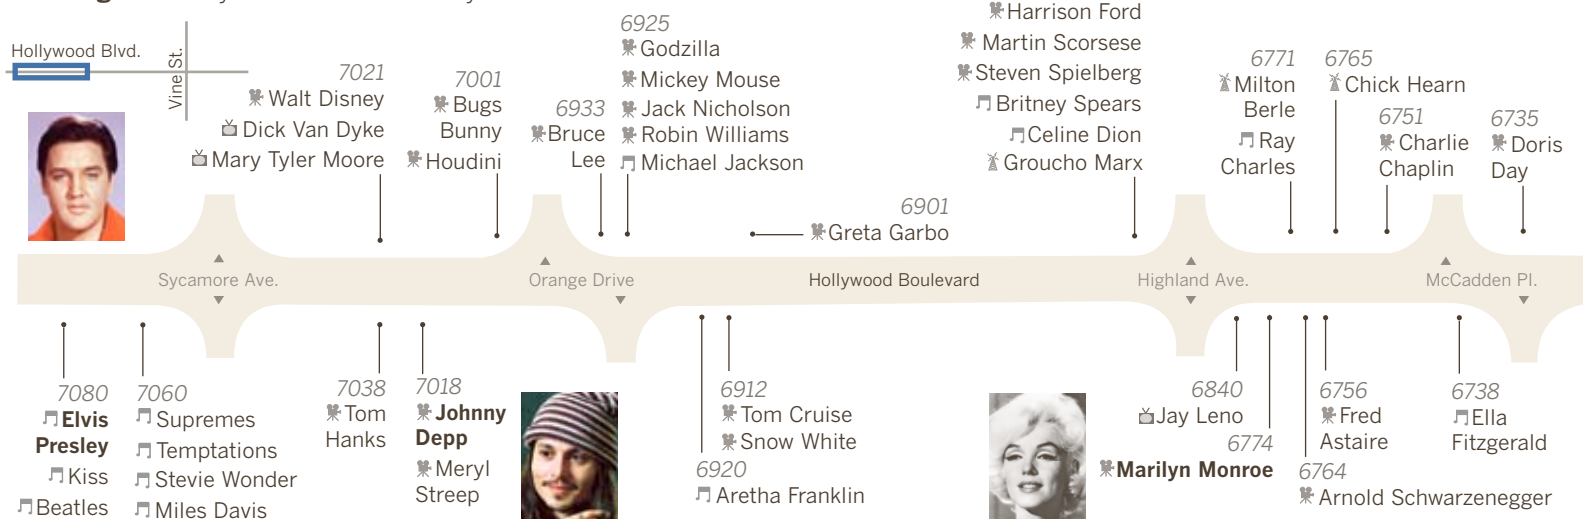 Hollywood Blvd.
Vine St.
7021
Walt Disney
Dick Van Dyke
Mary Tyler Moore
7001
Bugs
Bunny
Houdini
6933
Bruce
Lee
6925
Godzilla
Mickey Mouse
Jack Nicholson
Robin Williams
Michael Jackson
6901
Greta Garbo
Harrison Ford
Martin Scorsese
Steven Spielberg
Britney Spears
Celine Dion
Groucho Marx
6771
Milton
Berle
Ray
Charles
6765
Chick Hearn
6751
Charlie
Chaplin
6735
Doris
Day
Sycamore Ave.
Orange Drive
Hollywood Boulevard
Highland Ave.
McCadden Pl.
7080
Elvis
Presley
Kiss
Beatles
7060
Supremes
Temptations
Stevie Wonder
Miles Davis
7038
Tom
Hanks
7018
Johnny
Depp
Meryl
Streep
6912
Tom Cruise
Snow White
6920
Aretha Franklin
6840
Jay Leno
6774
Marilyn Monroe
6756
Fred
Astaire
6764
Arnold Schwarzenegger
6738
Ella
Fitzgerald